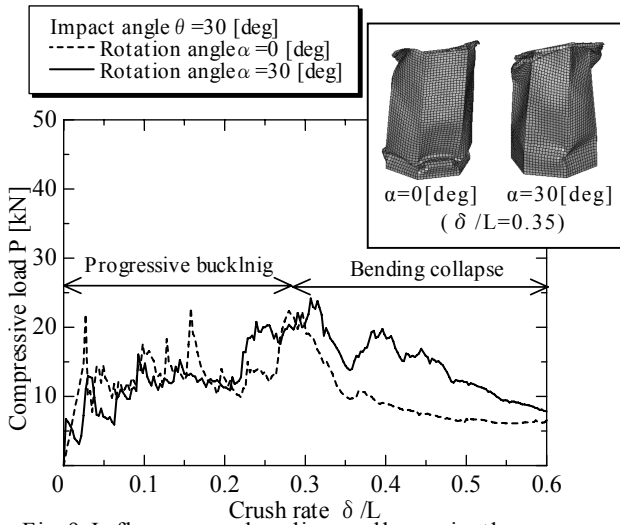 Impact angle θ=30 [deg]
Rotation angle α=0 [deg]
Rotation angle α=30 [deg]
α=0[deg] α=30[deg]
( δ /L=0.35)
50
40
30
20
10
Compressive load P [kN]
Progressive bucklnig
Bending collapse
0 0.1 0.2 0.3 0.4 0.5 0.6
Crush rate δ/L